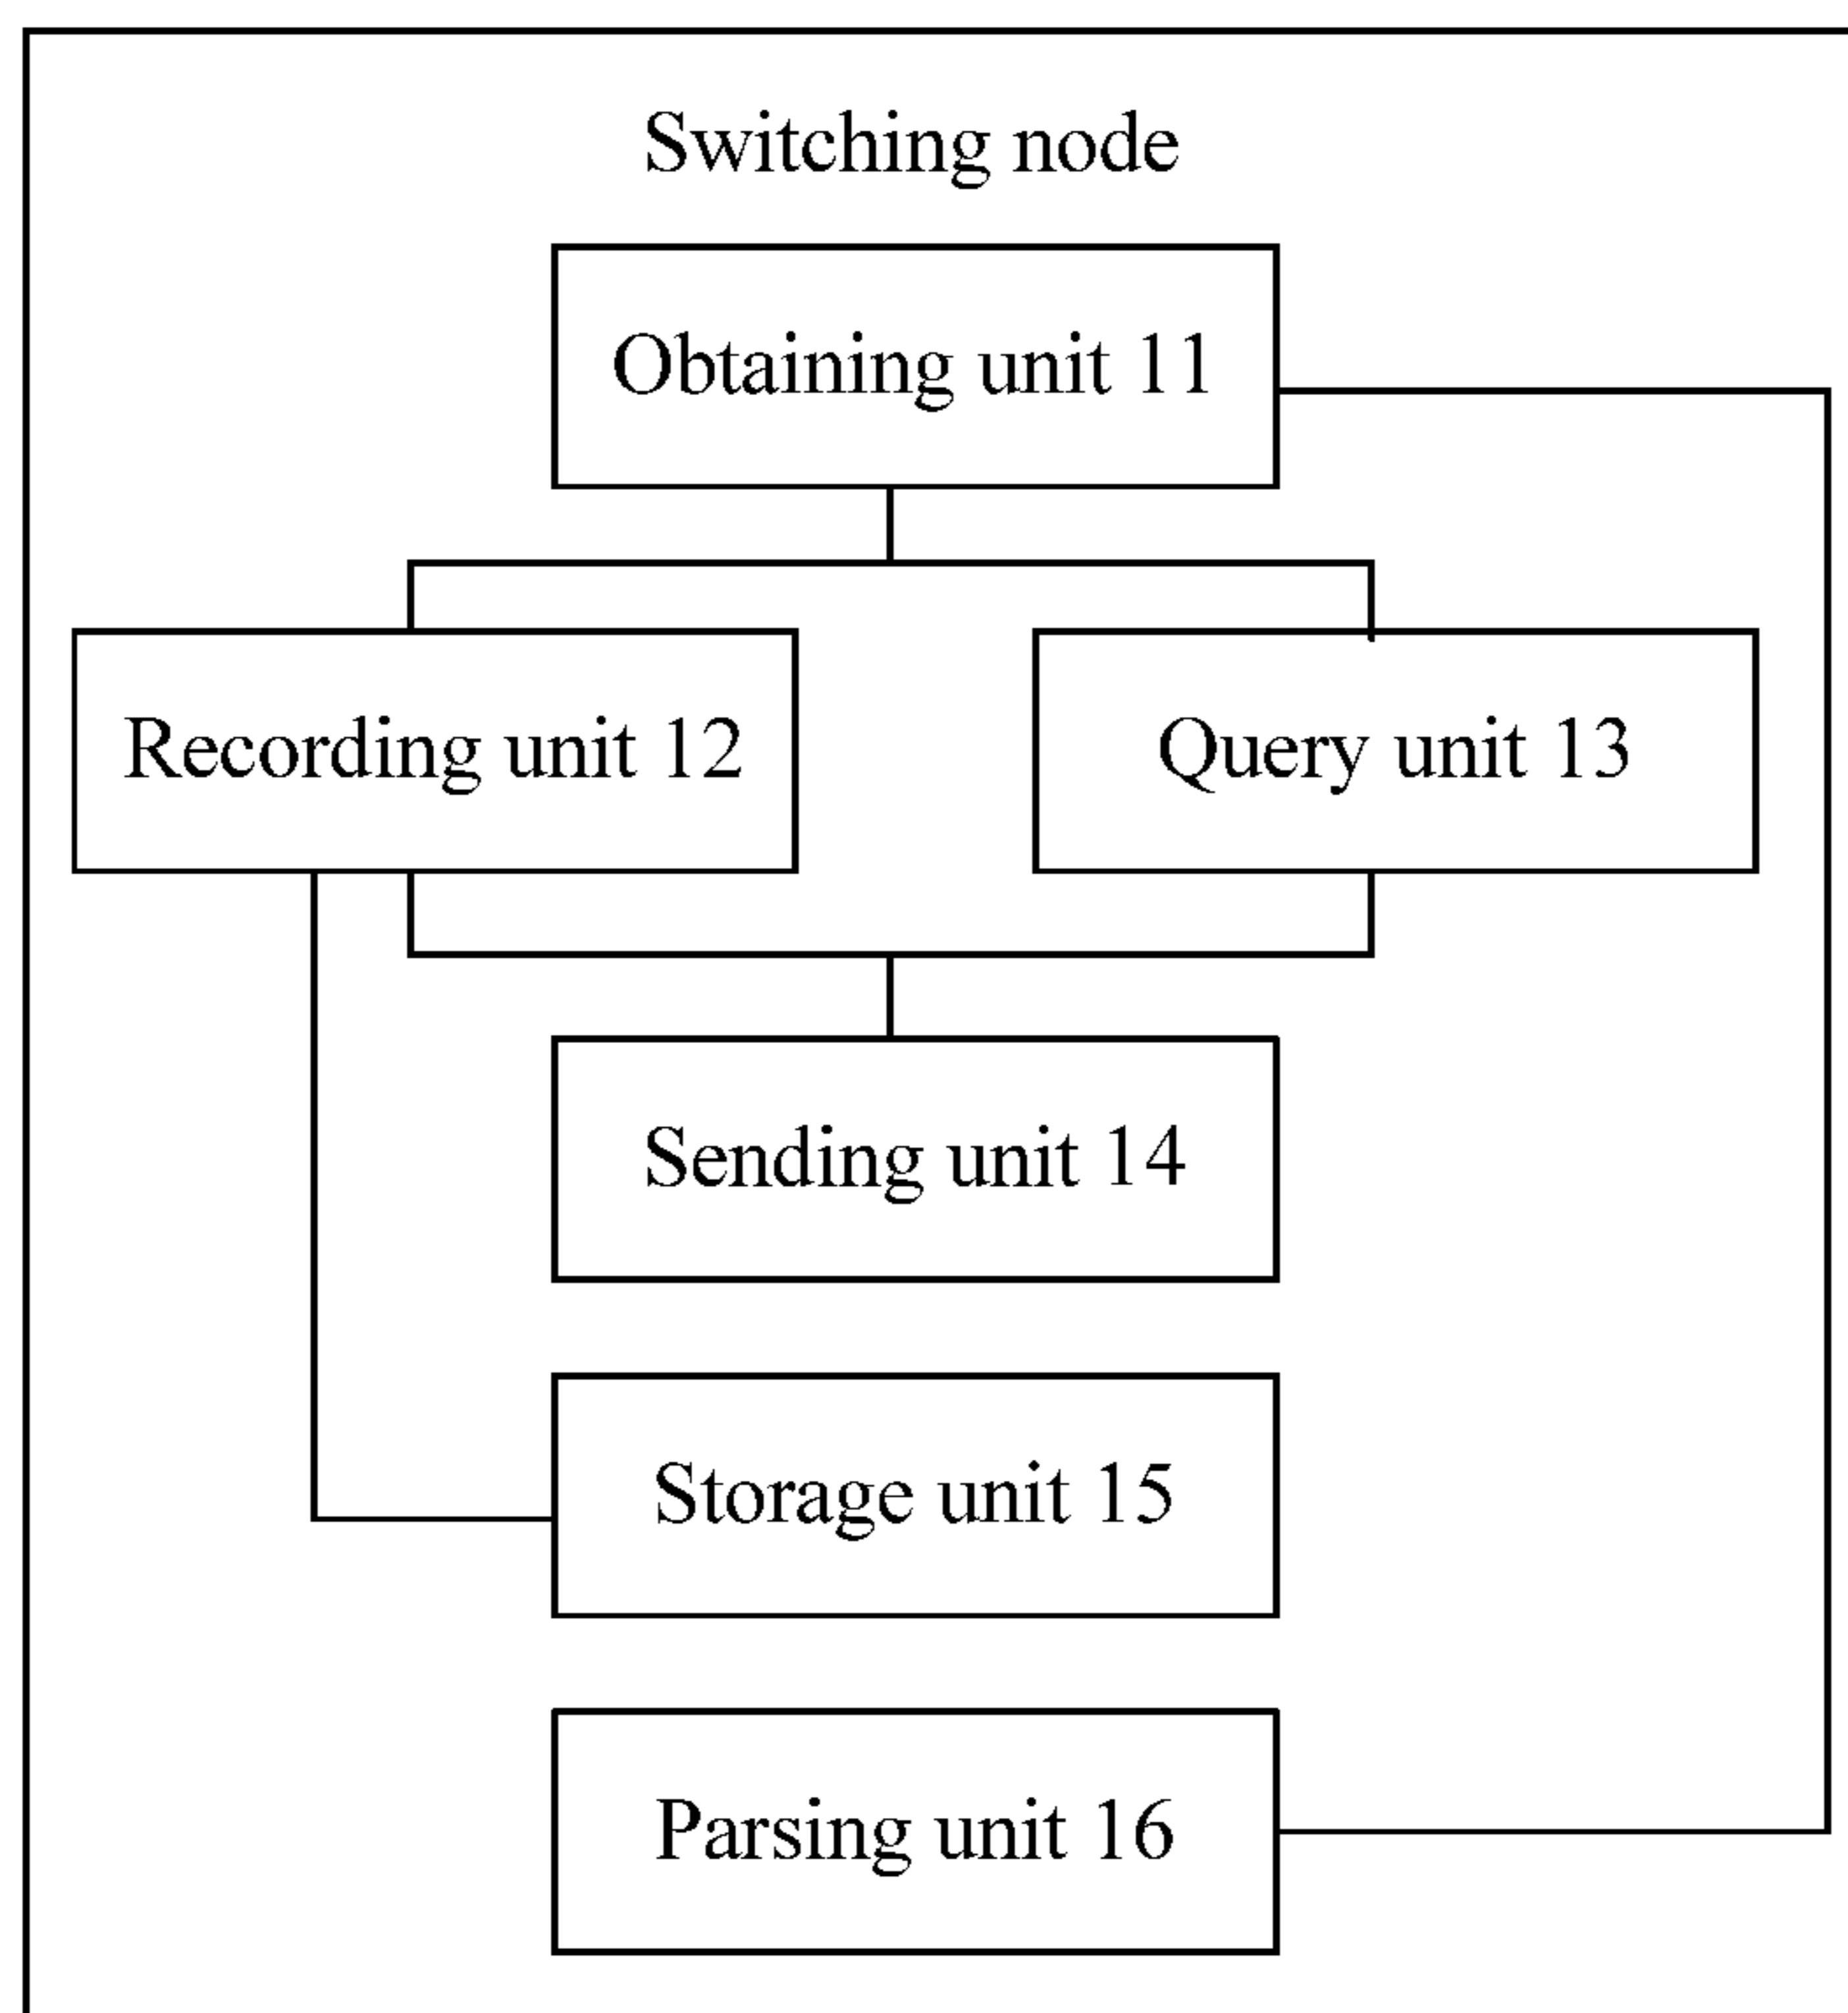 Switching node
Obtaining unit 11
Recording unit 12
Query unit 13
Sending unit 14
Storage unit 15
Parsing unit 16